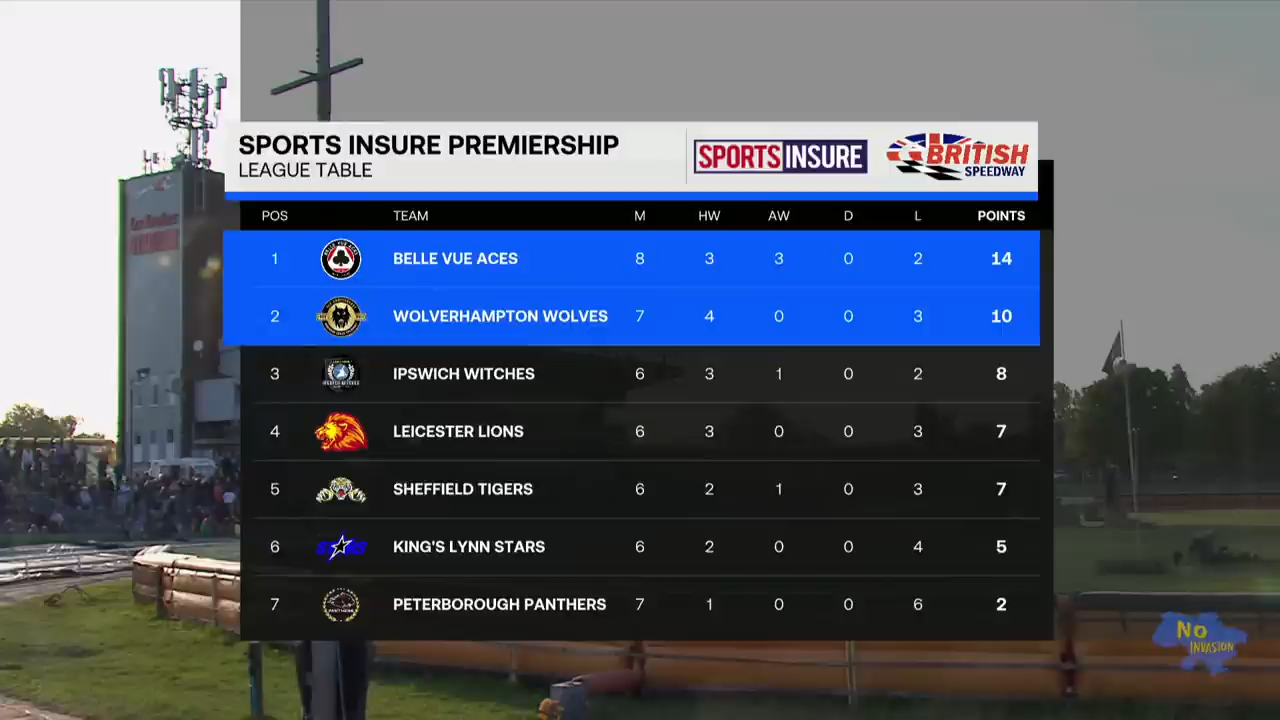 SPORTS INSURE PREMIERSHIP
LEAGUE TABLE
SPORTS INSURE
BRITISH
SPEEDWAY
POS TEAM M HW AW D L POINTS
1 BELLE VUE ACES 8 3 3 0 2 14
2 WOLVERHAMPTON WOLVES 7 4 0 0 3 10
3 IPSWICH WITCHES 6 3 1 0 2 8
4 LEICESTER LIONS 6 3 0 0 3 7
5 SHEFFIELD TIGERS 6 2 1 0 3 7
STARS
6 KING'S LYNN STARS 6 2 0 0 4 5
7 PETERBOROUGH PANTHERS 7 1 0 0 6 2
No
INVASION